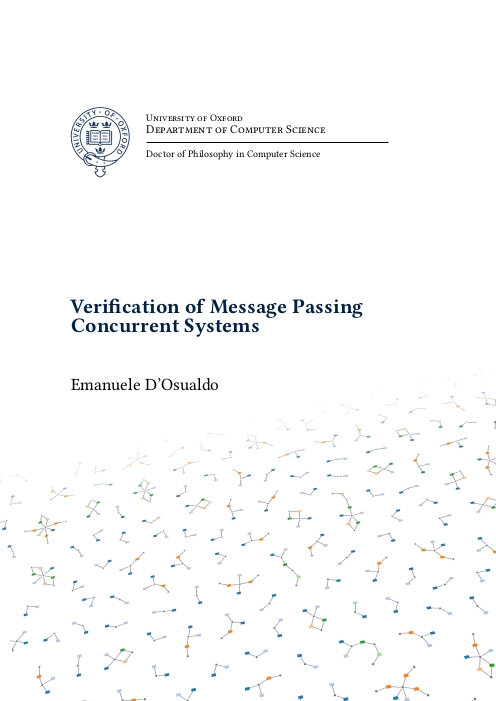 UNIVERSITY · OF · OXFORD
University of Oxford
Department of Computer Science
Doctor of Philosophy in Computer Science
Verification of Message Passing
Concurrent Systems
Emanuele D’Osualdo